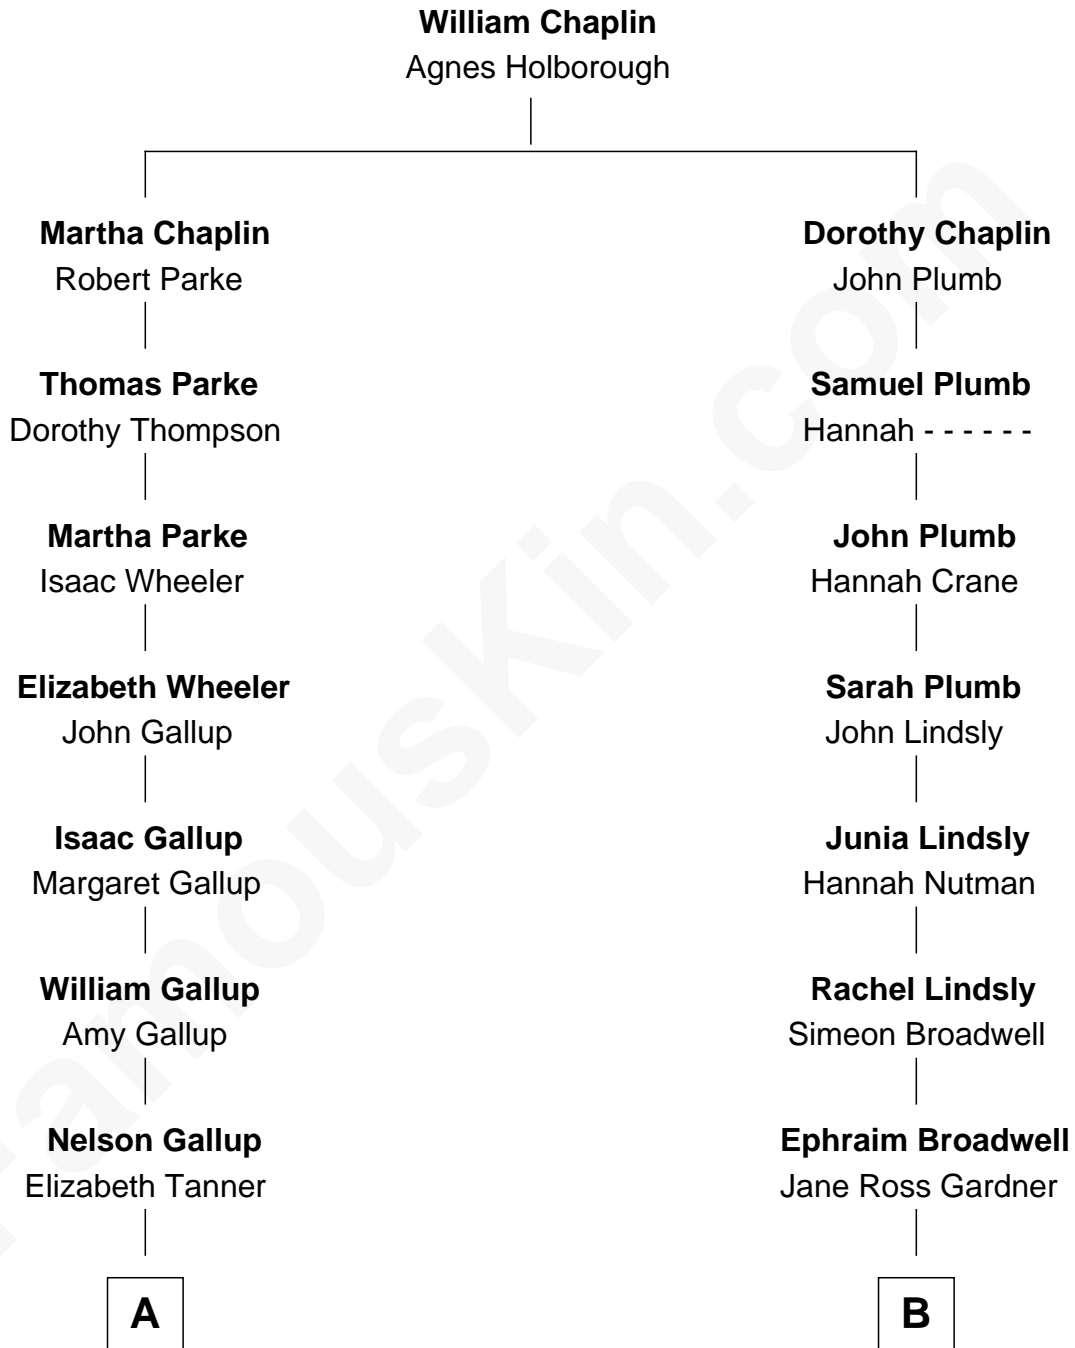 William Chaplin
Agnes Holborough
Martha Chaplin
Robert Parke
Dorothy Chaplin
John Plumb
Thomas Parke
Dorothy Thompson
Samuel Plumb
Hannah - - - - - -
Martha Parke
Isaac Wheeler
John Plumb
Hannah Crane
Elizabeth Wheeler
John Gallup
Sarah Plumb
John Lindsly
Isaac Gallup
Margaret Gallup
Junia Lindsly
Hannah Nutman
William Gallup
Amy Gallup
Rachel Lindsly
Simeon Broadwell
Nelson Gallup
Elizabeth Tanner
Ephraim Broadwell
Jane Ross Gardner
A
B
FamousKin.com